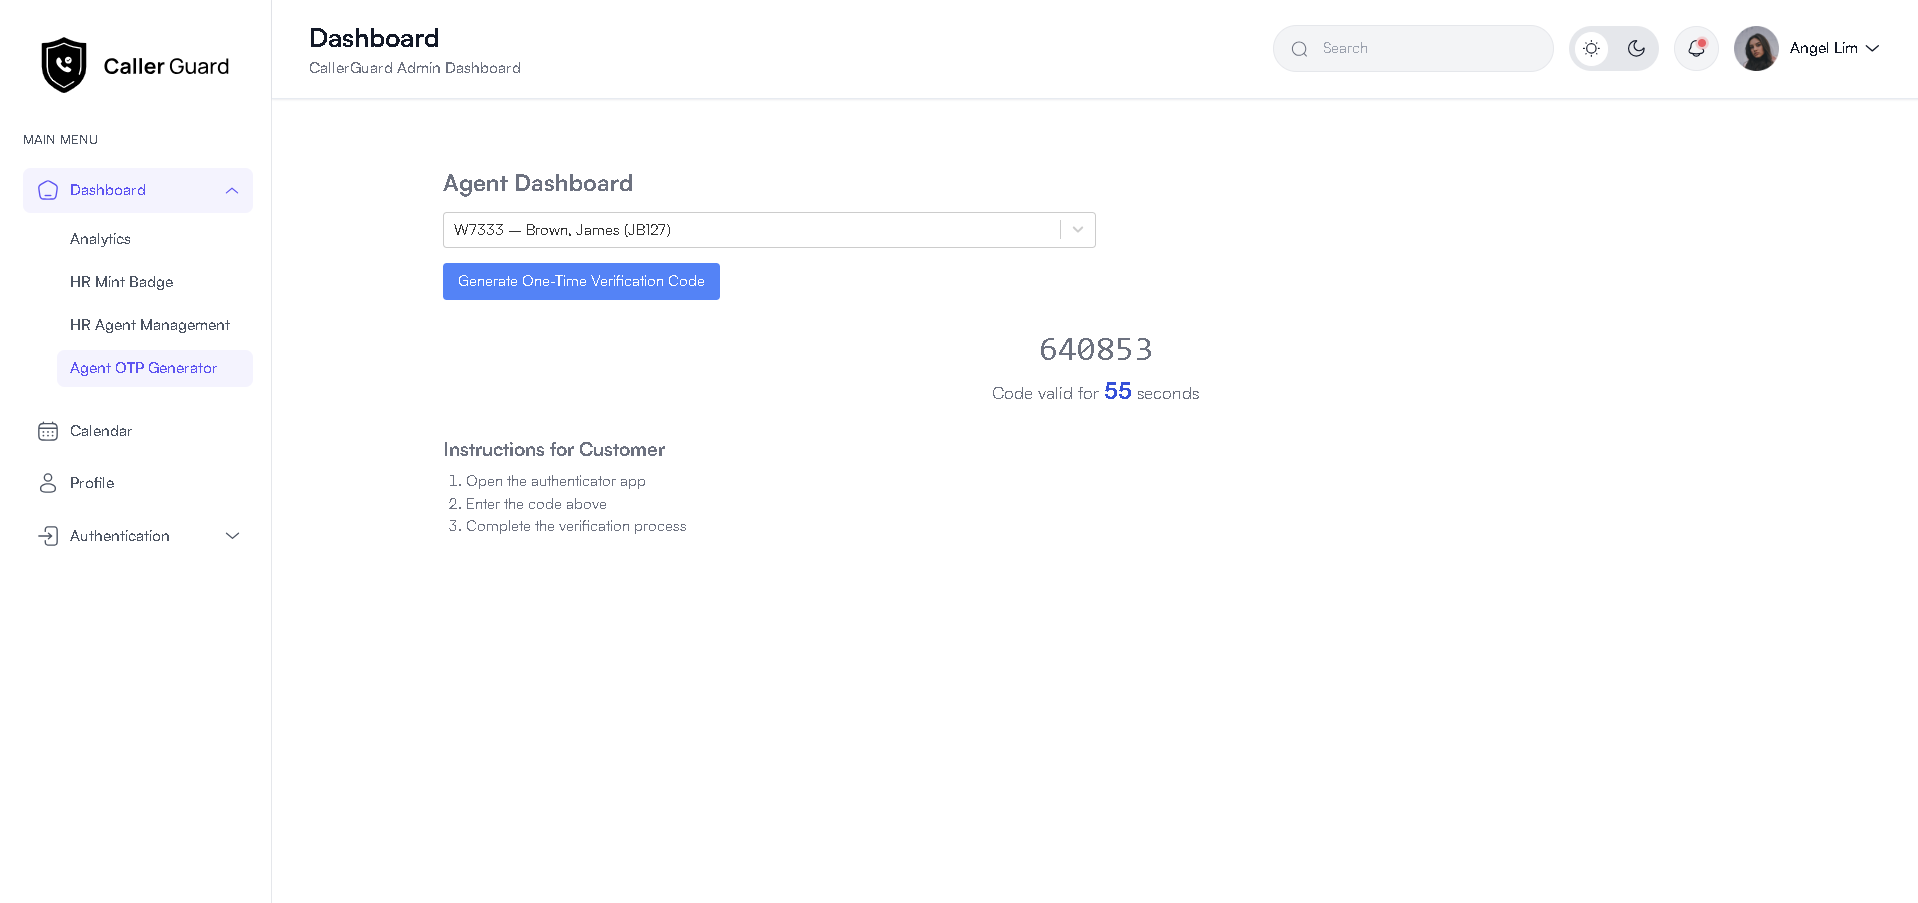 Caller Guard
MAIN MENU
Dashboard
Analytics
HR Mint Badge
HR Agent Management
Agent OTP Generator
Calendar
Profile
Authentication
Dashboard
CallerGuard Admin Dashboard
Search
Angel Lim
Agent Dashboard
W7333 — Brown, James (JB127)
Generate One-Time Verification Code
640853
Code valid for 55 seconds
Instructions for Customer
1. Open the authenticator app
2. Enter the code above
3. Complete the verification process